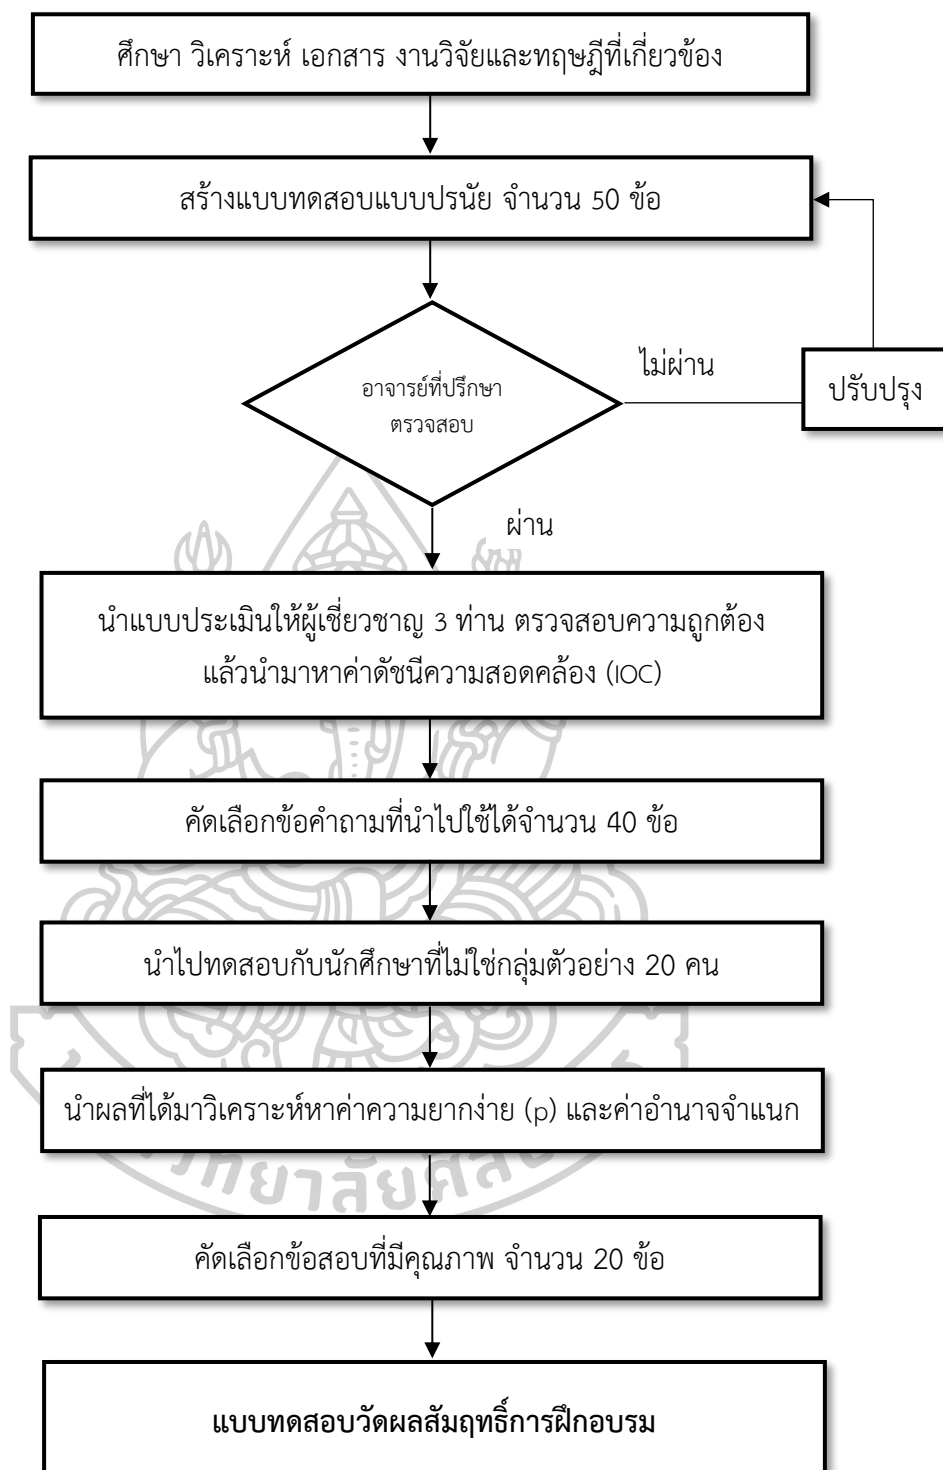 ศึกษา วิเคราะห์ เอกสาร งานวิจัยและทฤษฎีที่เกี่ยวข้อง
สร้างแบบทดสอบแบบปรนัย จำนวน 50 ข้อ
ไม่ผ่าน
ปรับปรุง
อาจารย์ที่ปรึกษา
ตรวจสอบ
ผ่าน
นำแบบประเมินให้ผู้เชี่ยวชาญ 3 ท่าน ตรวจสอบความถูกต้อง
แล้วนำมาหาค่าดัชนีความสอดคล้อง (IOC)
คัดเลือกข้อคำถามที่นำไปใช้ได้จำนวน 40 ข้อ
นำไปทดสอบกับนักศึกษาที่ไม่ใช่กลุ่มตัวอย่าง 20 คน
นำผลที่ได้มาวิเคราะห์หาค่าความยากง่าย (p) และค่าอำนาจจำแนก
คัดเลือกข้อสอบที่มีคุณภาพ จำนวน 20 ข้อ
แบบทดสอบวัดผลสัมฤทธิ์การฝึกอบรม